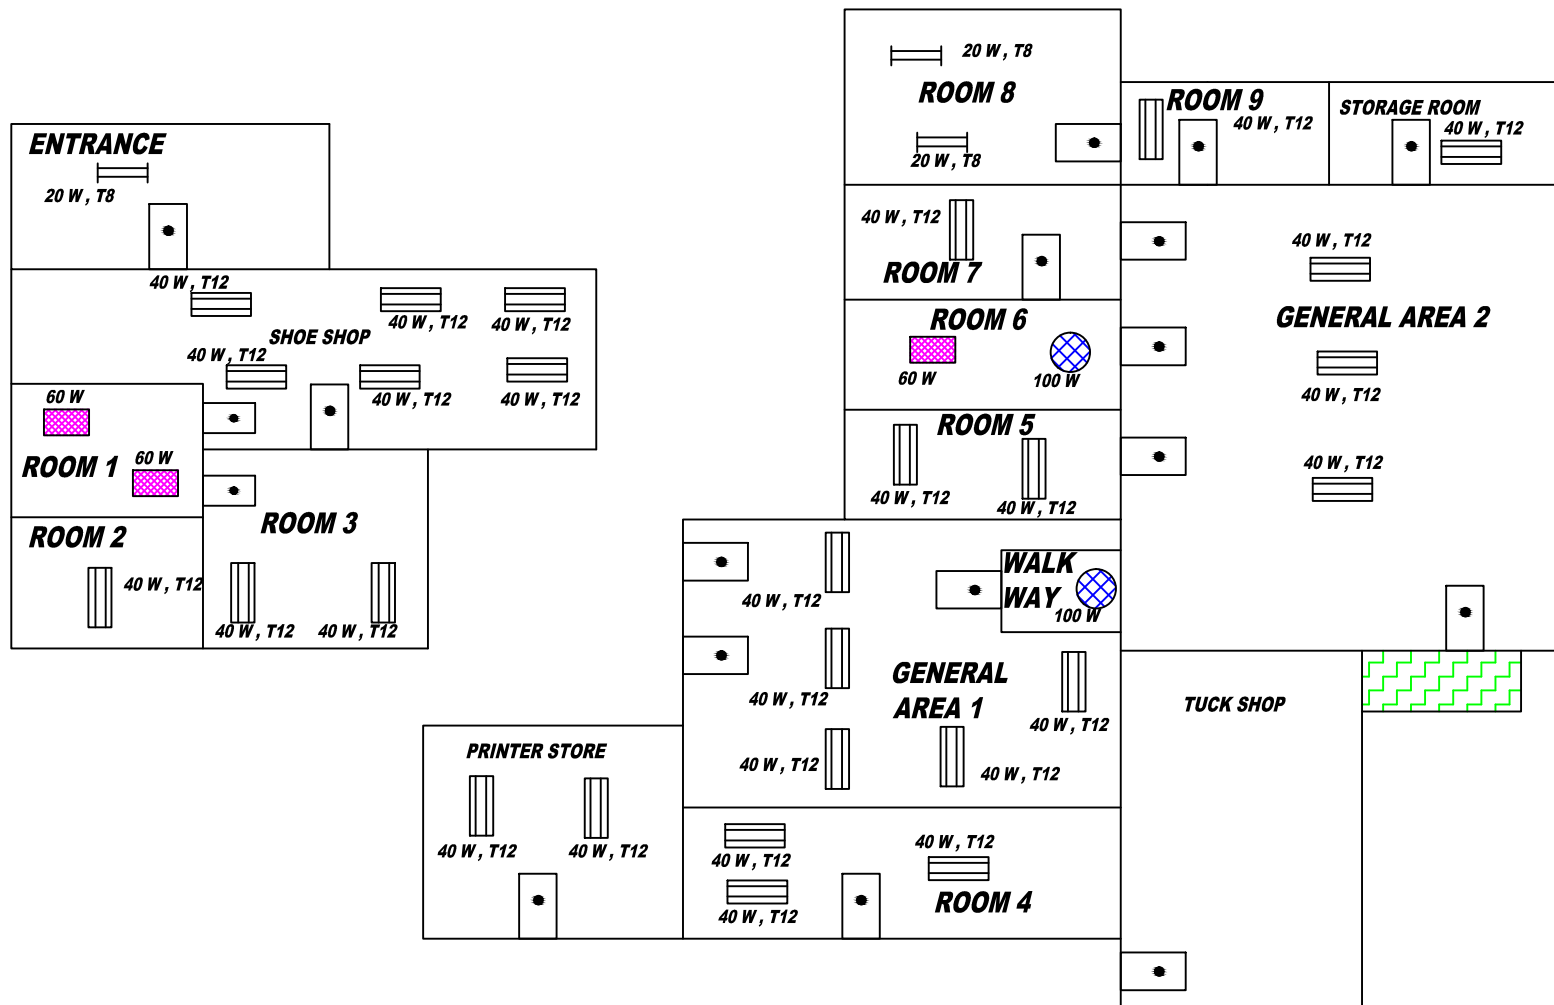 ENTRANCE
20 W , T8
40 W , T12
40 W , T12
40 W , T12
SHOE SHOP
40 W , T12
40 W , T12
40 W , T12
60 W
ROOM 1
60 W
ROOM 2
40 W , T12
ROOM 3
40 W , T12
40 W , T12
20 W , T8
ROOM 8
20 W , T8
ROOM 9
40 W , T12
STORAGE ROOM
40 W , T12
40 W , T12
ROOM 7
ROOM 6
60 W
100 W
ROOM 5
40 W , T12
40 W , T12
40 W , T12
GENERAL AREA 2
40 W , T12
40 W , T12
WALK
WAY
100 W
40 W , T12
40 W , T12
GENERAL
AREA 1
40 W , T12
40 W , T12
40 W , T12
TUCK SHOP
PRINTER STORE
40 W , T12
40 W , T12
40 W , T12
40 W , T12
40 W , T12
ROOM 4